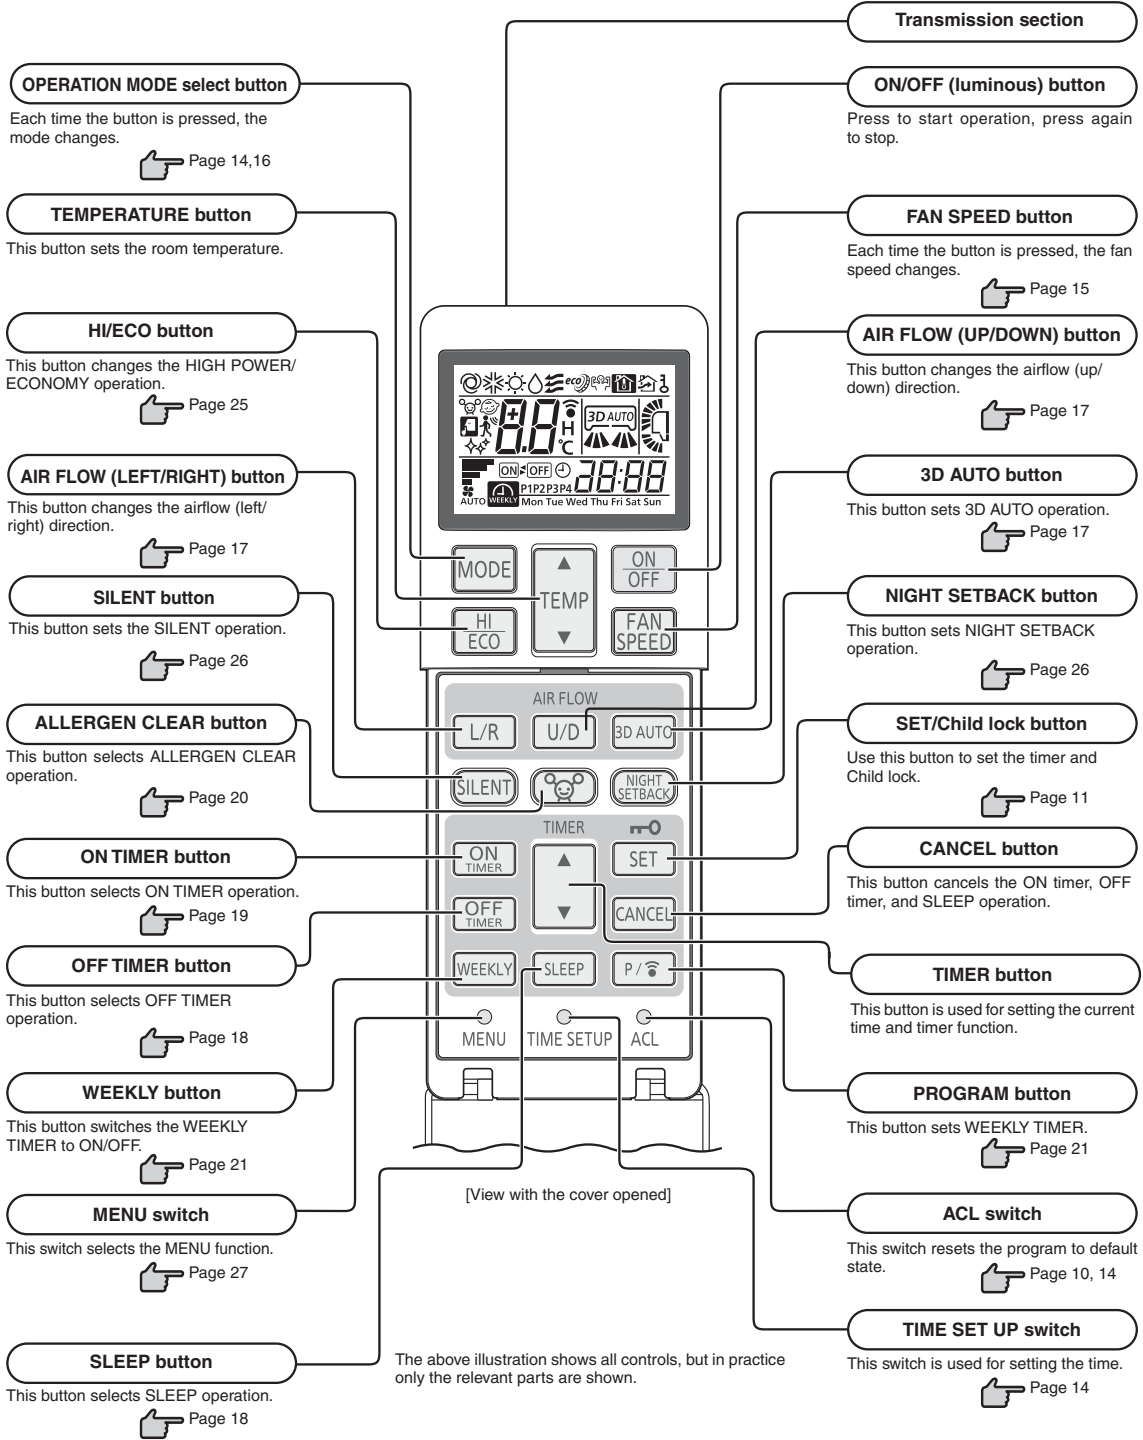 Transmission section
OPERATION MODE select button
Each time the button is pressed, the
mode changes.
Page 14,16
TEMPERATURE button
This button sets the room temperature.
HI/ECO button
This button changes the HIGH POWER/
ECONOMY operation.
Page 25
AIR FLOW (LEFT/RIGHT) button
This button changes the airflow (left/
right) direction.
Page 17
SILENT button
This button sets the SILENT operation.
Page 26
ALLERGEN CLEAR button
This button selects ALLERGEN CLEAR
operation.
Page 20
ON TIMER button
This button selects ON TIMER operation.
Page 19
OFF TIMER button
This button selects OFF TIMER
operation.
Page 18
WEEKLY button
This button switches the WEEKLY
TIMER to ON/OFF.
Page 21
MENU switch
This switch selects the MENU function.
Page 27
SLEEP button
This button selects SLEEP operation.
Page 18
eco
3D AUTO
8.8
H
°C
ON OFF
88:88
P1P2P3P4
AUTO WEEKLY Mon Tue Wed Thu Fri Sat Sun
MODE
TEMP
ON
OFF
HI
ECO
FAN
SPEED
AIR FLOW
L/R
U/D
3D AUTO
SILENT
NIGHT
SETBACK
TIMER
ON
TIMER
SET
OFF
TIMER
CANCEL
WEEKLY
SLEEP
P/
MENU
TIME SETUP
ACL
[View with the cover opened]
The above illustration shows all controls, but in practice
only the relevant parts are shown.
ON/OFF (luminous) button
Press to start operation, press again
to stop.
FAN SPEED button
Each time the button is pressed, the fan
speed changes.
Page 15
AIR FLOW (UP/DOWN) button
This button changes the airflow (up/
down) direction.
Page 17
3D AUTO button
This button sets 3D AUTO operation.
Page 17
NIGHT SETBACK button
This button sets NIGHT SETBACK
operation.
Page 26
SET/Child lock button
Use this button to set the timer and
Child lock.
Page 11
CANCEL button
This button cancels the ON timer, OFF
timer, and SLEEP operation.
TIMER button
This button is used for setting the current
time and timer function.
PROGRAM button
This button sets WEEKLY TIMER.
Page 21
ACL switch
This switch resets the program to default
state.
Page 10, 14
TIME SET UP switch
This switch is used for setting the time.
Page 14